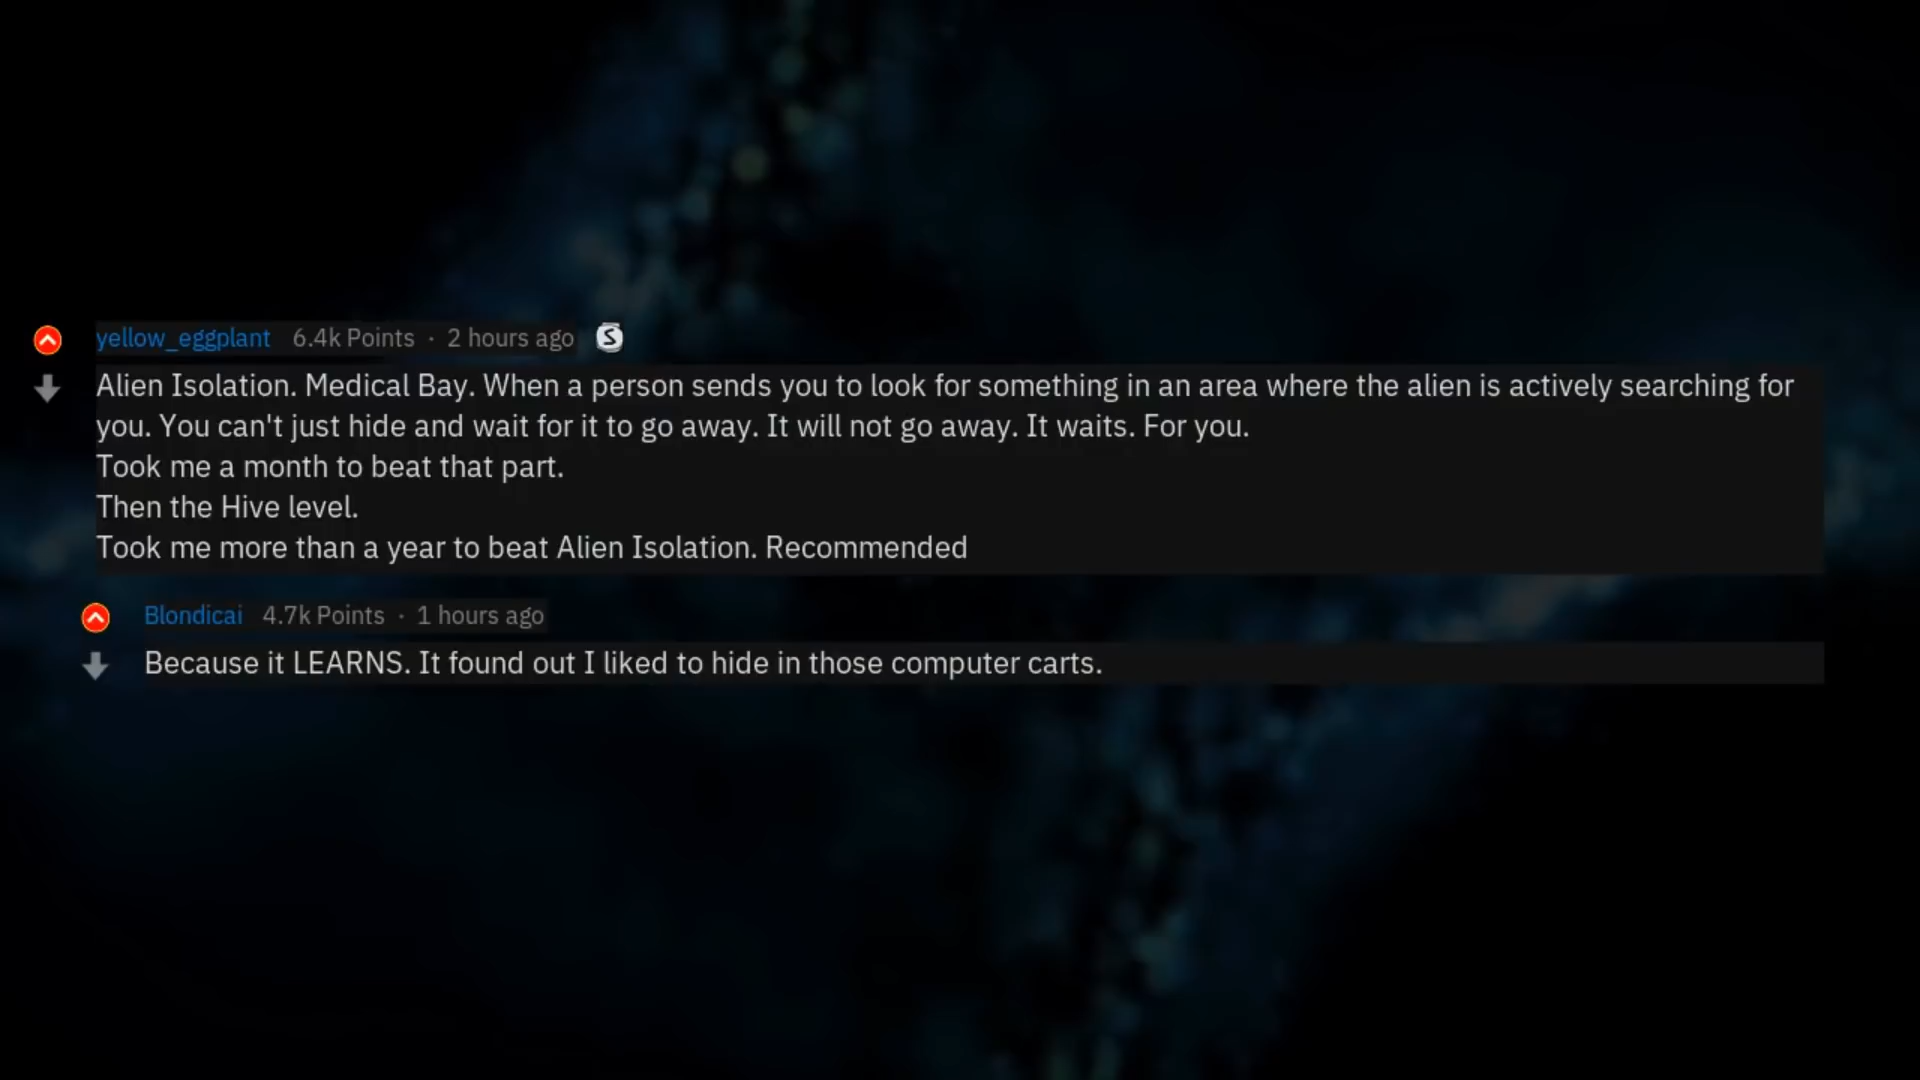 yellow_eggplant 6.4k Points · 2 hours ago S
Alien Isolation. Medical Bay. When a person sends you to look for something in an area where the alien is actively searching for
you. You can't just hide and wait for it to go away. It will not go away. It waits. For you.
Took me a month to beat that part.
Then the Hive level.
Took me more than a year to beat Alien Isolation. Recommended
Blondicai 4.7k Points · 1 hours ago
Because it LEARNS. It found out I liked to hide in those computer carts.